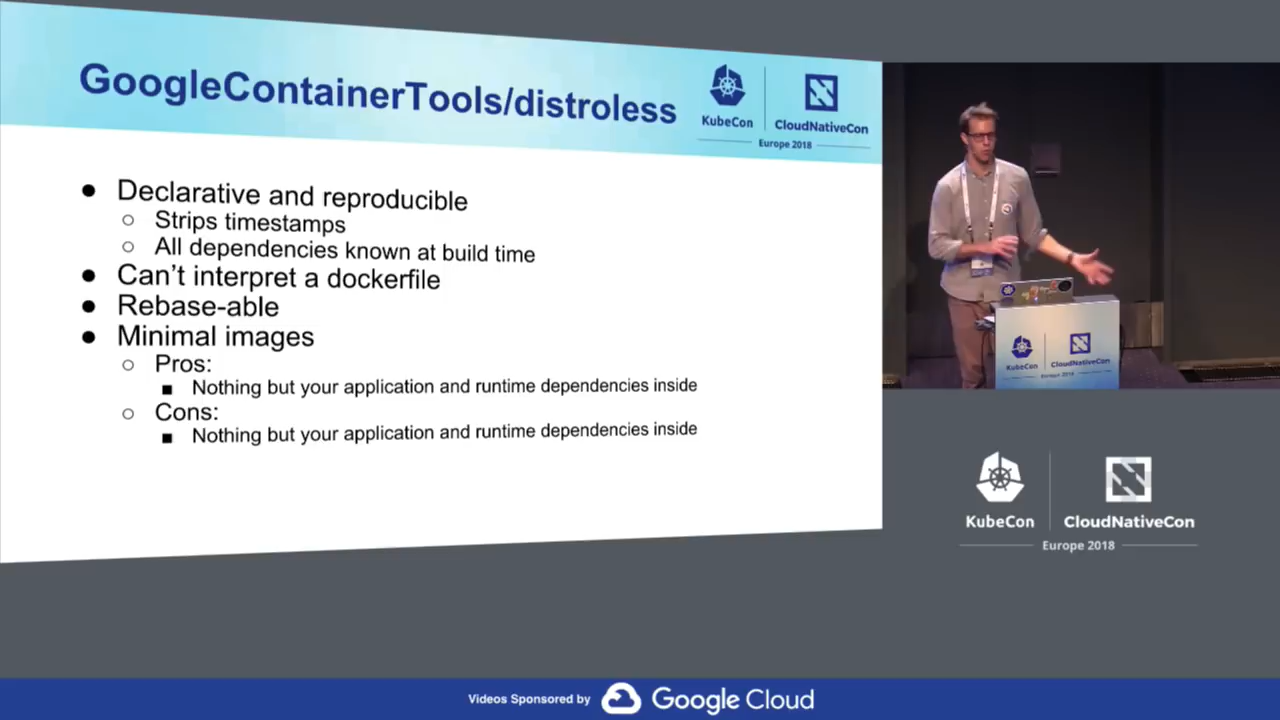 GoogleContainerTools/distroless
KubeCon
CloudNativeCon
Europe 2018
Declarative and reproducible
Strips timestamps
All dependencies known at build time
Can't interpret a dockerfile
Rebase-able
Minimal images
Pros:
Nothing but your application and runtime dependencies inside
Cons:
Nothing but your application and runtime dependencies inside
KubeCon
CloudNativeCon
Europe 2018
KubeCon
CloudNativeCon
Europe 2018
Videos Sponsored by Google Cloud